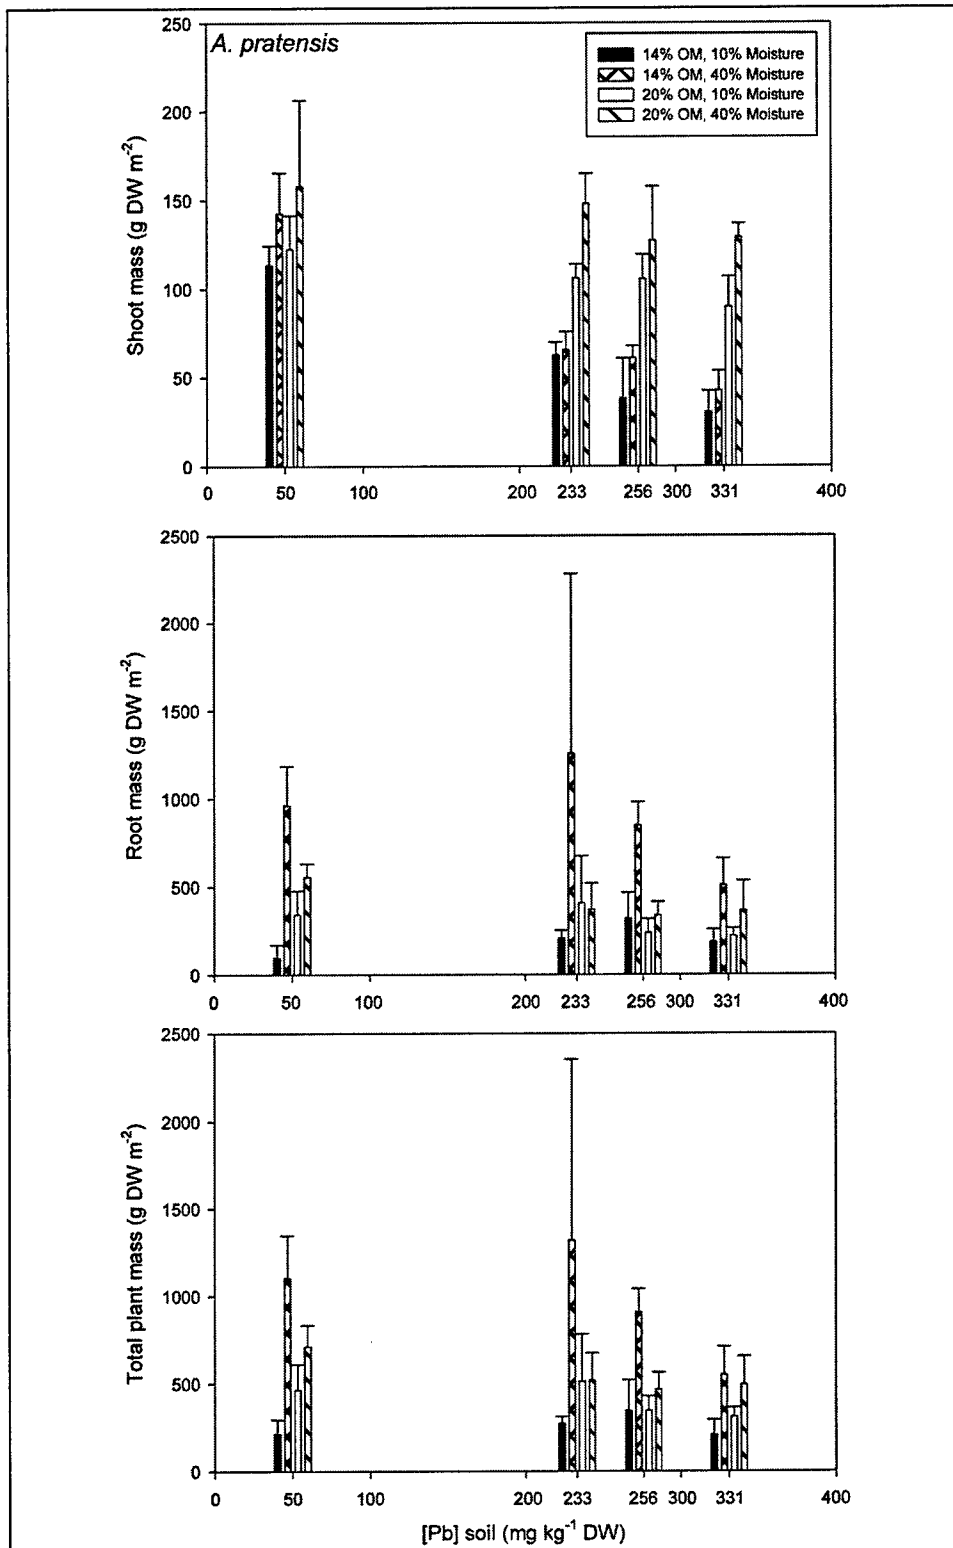 A. pratensis
14% OM, 10% Moisture
14% OM, 40% Moisture
20% OM, 10% Moisture
20% OM, 40% Moisture
Shoot mass (g DW m⁻²)
250
200
150
100
50
0
0 50 100 200 233 256 300 331 400
Root mass (g DW m⁻²)
2500
2000
1500
1000
500
0
0 50 100 200 233 256 300 331 400
Total plant mass (g DW m⁻²)
2500
2000
1500
1000
500
0
0 50 100 200 233 256 300 331 400
[Pb] soil (mg kg⁻¹ DW)